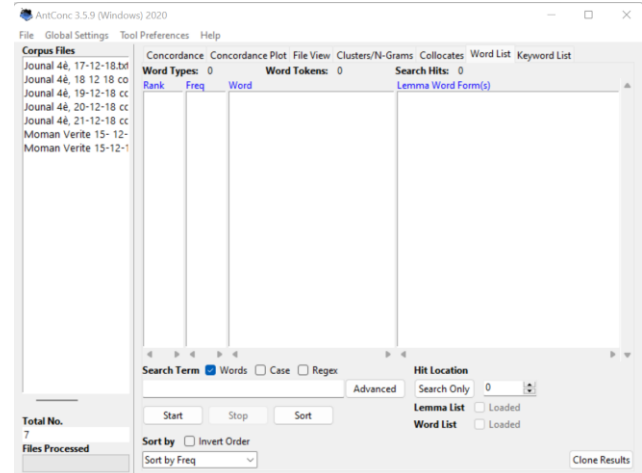 AntConc 3.5.9 (Windows) 2020
File Global Settings Tool Preferences Help
Corpus Files
Jounal 4è, 17-12-18.txt
Jounal 4è, 18 12 18 co
Jounal 4è, 19-12-18 cc
Jounal 4è, 20-12-18 cc
Jounal 4è, 21-12-18 cc
Moman Verite 15- 12-
Moman Verite 15-12-1
Concordance Concordance Plot File View Clusters/N-Grams Collocates Word List Keyword List
Word Types: 0 Word Tokens: 0 Search Hits: 0
Rank Freq Word Lemma Word Form(s)
Search Term Words Case Regex Hit Location
Advanced Search Only 0
Start Stop Sort Lemma List Loaded
Word List Loaded
Sort by Invert Order
Sort by Freq Clone Results
Total No.
7
Files Processed